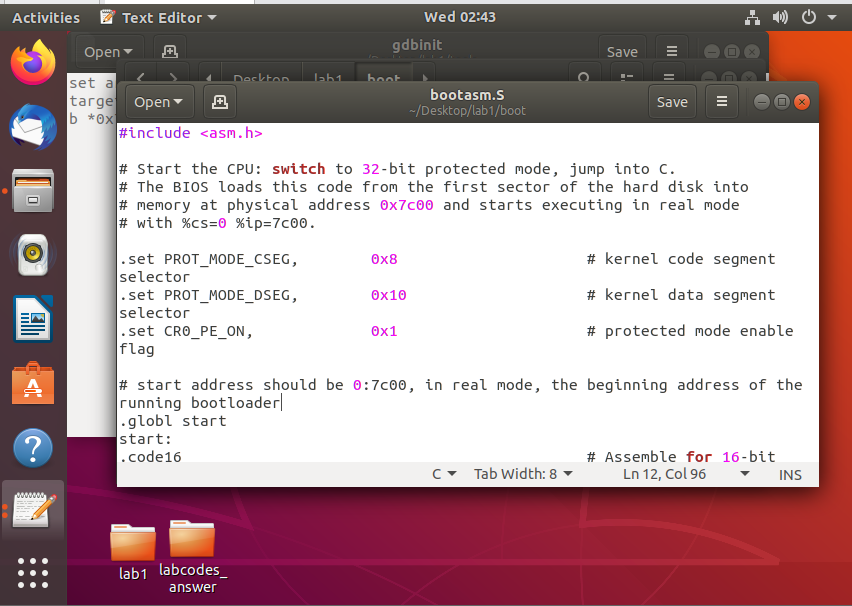 Activities Text Editor Wed 02:43
Open gdbinit Save
set a
targe
b *0x
Desktop lab1 boot
Open bootasm.S Save
~/Desktop/lab1/boot
#include <asm.h>
# Start the CPU: switch to 32-bit protected mode, jump into C.
# The BIOS loads this code from the first sector of the hard disk into
# memory at physical address 0x7c00 and starts executing in real mode
# with %cs=0 %ip=7c00.
.set PROT_MODE_CSEG, 0x8 # kernel code segment
selector
.set PROT_MODE_DSEG, 0x10 # kernel data segment
selector
.set CR0_PE_ON, 0x1 # protected mode enable
flag
# start address should be 0:7c00, in real mode, the beginning address of the
running bootloader
.globl start
start:
.code16 # Assemble for 16-bit
C Tab Width: 8 Ln 12, Col 96 INS
lab1
labcodes_
answer